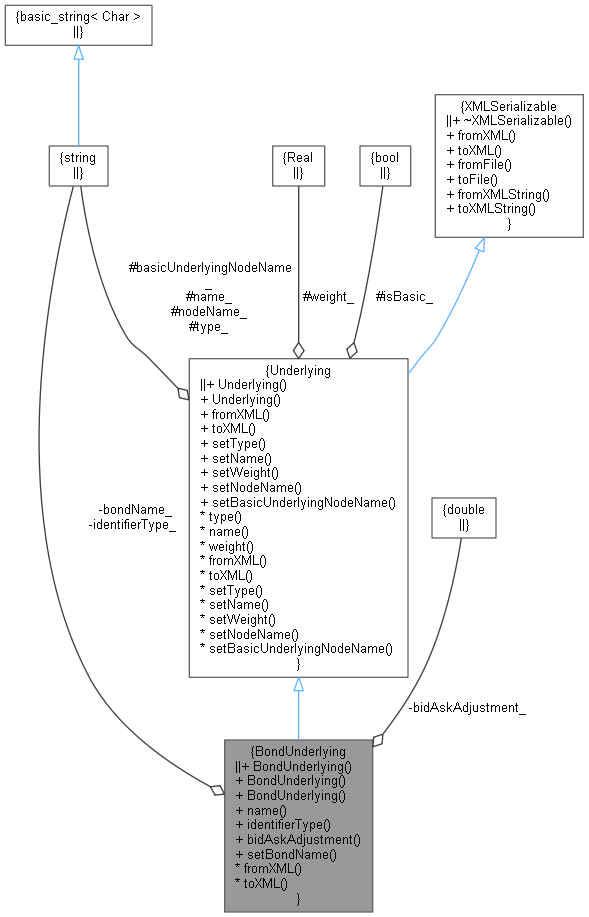 {basic_string< Char >
||}
{XMLSerializable
||+ ~XMLSerializable()
+ fromXML()
+ toXML()
+ fromFile()
+ toFile()
+ fromXMLString()
+ toXMLString()
}
{string
||}
{Real
||}
{bool
||}
#basicUnderlyingNodeName
_
#name_
#nodeName_
#type_
#weight_
#isBasic_
{Underlying
||+ Underlying()
+ Underlying()
+ fromXML()
+ toXML()
+ setType()
+ setName()
+ setWeight()
+ setNodeName()
+ setBasicUnderlyingNodeName()
* type()
* name()
* weight()
* fromXML()
* toXML()
* setType()
* setName()
* setWeight()
* setNodeName()
* setBasicUnderlyingNodeName()
}
-bondName_
-identifierType_
{double
||}
-bidAskAdjustment_
{BondUnderlying
||+ BondUnderlying()
+ BondUnderlying()
+ BondUnderlying()
+ name()
+ identifierType()
+ bidAskAdjustment()
+ setBondName()
* fromXML()
* toXML()
}